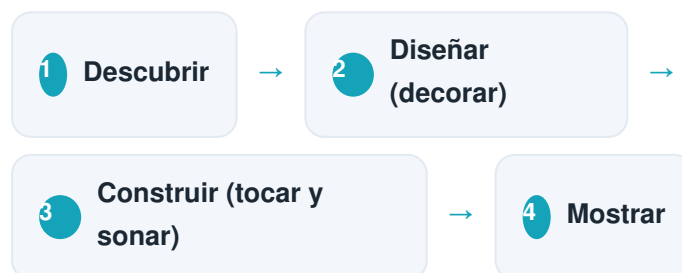 1 Descubrir → 2 Diseñar
(decorar) →
3 Construir (tocar y
sonar) → 4 Mostrar